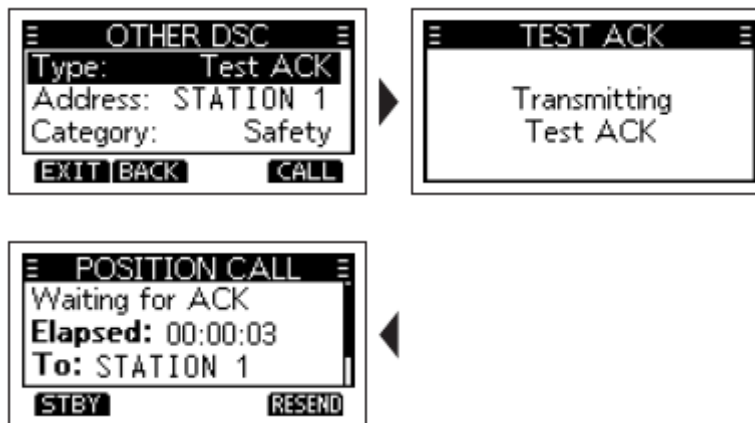 OTHER DSC
Type: Test ACK
Address: STATION 1
Category: Safety
EXIT BACK CALL
TEST ACK
Transmitting
Test ACK
POSITION CALL
Waiting for ACK
Elapsed: 00:00:03
To: STATION 1
STBY RESEND